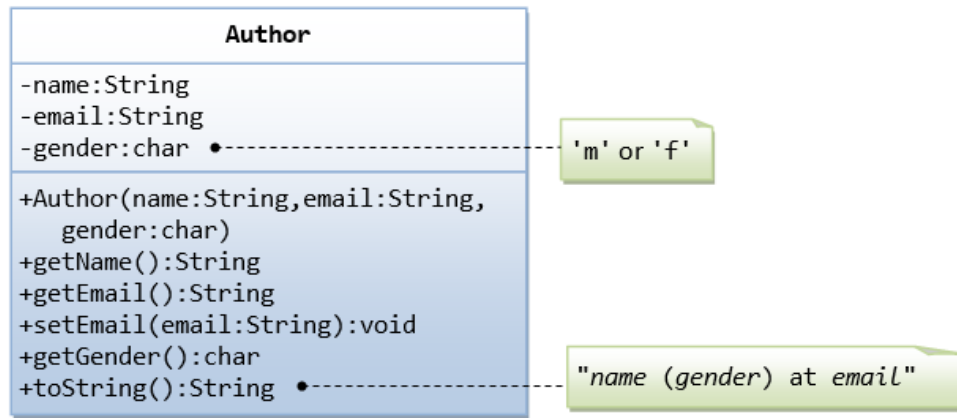 Author
-name:String
-email:String
-gender:char
'm' or 'f'
+Author(name:String,email:String,
gender:char)
+getName():String
+getEmail():String
+setEmail(email:String):void
+getGender():char
+toString():String
"name (gender) at email"